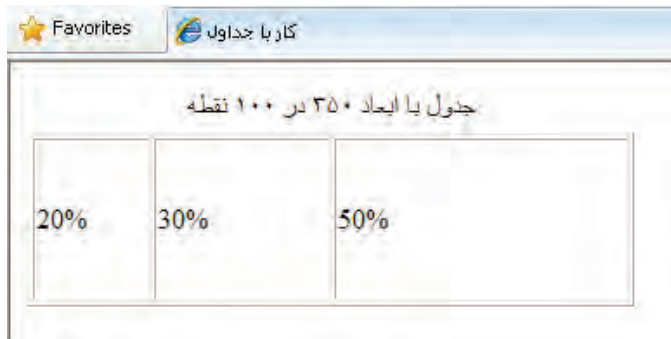 Favorites
کار با جداول
جدول با ابعاد ۳۵۰ در ۱۰۰ نقطه
20% 30% 50%